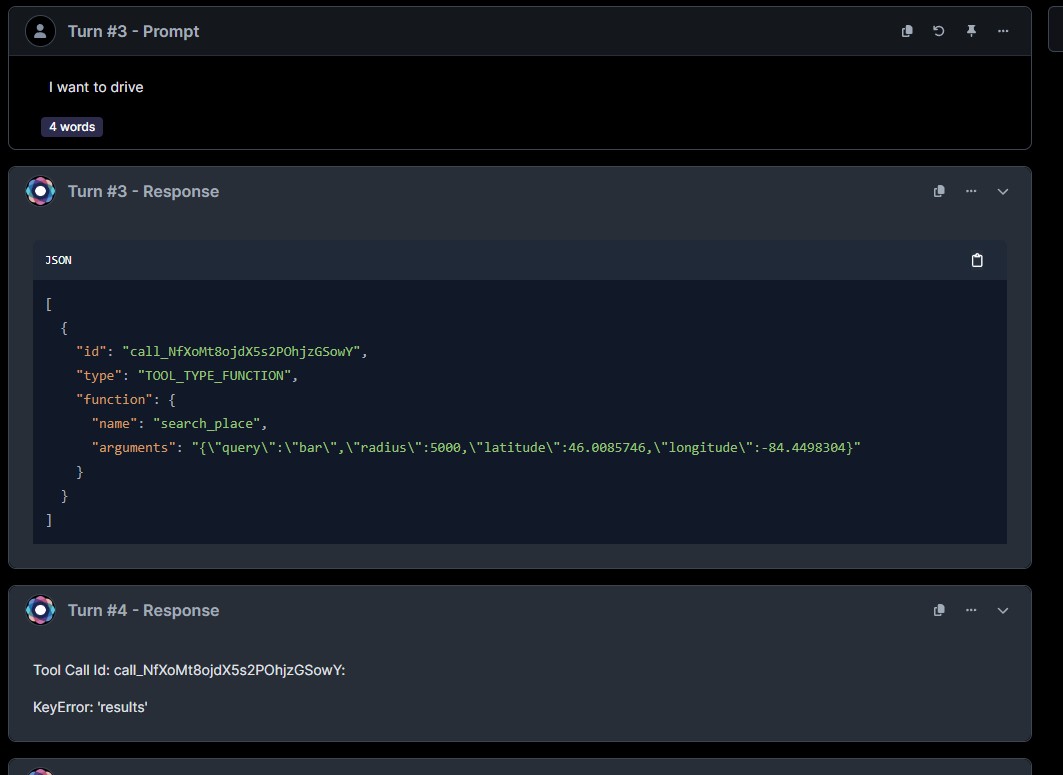 Turn #3 - Prompt
I want to drive
4 words
Turn #3 - Response
JSON
[
{
"id": "call_NfXoMt8ojdX5s2POhjzGSowY",
"type": "TOOL_TYPE_FUNCTION",
"function": {
"name": "search_place",
"arguments": "{\"query\":\"bar\",\"radius\":5000,\"latitude\":46.0085746,\"longitude\":-84.4498304}"
}
}
]
Turn #4 - Response
Tool Call Id: call_NfXoMt8ojdX5s2POhjzGSowY:
KeyError: 'results'